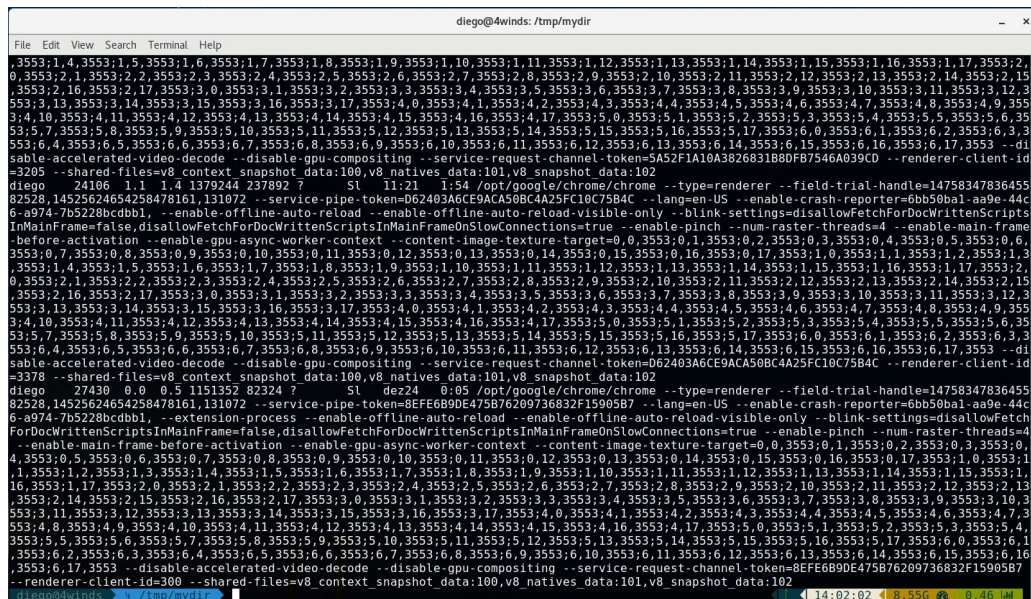 diego@4winds: /tmp/mydir
File Edit View Search Terminal Help
,3553;1,4,3553;1,5,3553;1,6,3553;1,7,3553;1,8,3553;1,9,3553;1,10,3553;1,11,3553;1,12,3553;1,13,3553;1,14,3553;1,15,3553;1,16,3553;1,17,3553;2,
0,3553;2,1,3553;2,2,3553;2,3,3553;2,4,3553;2,5,3553;2,6,3553;2,7,3553;2,8,3553;2,9,3553;2,10,3553;2,11,3553;2,12,3553;2,13,3553;2,14,3553;2,15
,3553;2,16,3553;2,17,3553;3,0,3553;3,1,3553;3,2,3553;3,3,3553;3,4,3553;3,5,3553;3,6,3553;3,7,3553;3,8,3553;3,9,3553;3,10,3553;3,11,3553;3,12,3
553;3,13,3553;3,14,3553;3,15,3553;3,16,3553;3,17,3553;4,0,3553;4,1,3553;4,2,3553;4,3,3553;4,4,3553;4,5,3553;4,6,3553;4,7,3553;4,8,3553;4,9,355
3;4,10,3553;4,11,3553;4,12,3553;4,13,3553;4,14,3553;4,15,3553;4,16,3553;4,17,3553;5,0,3553;5,1,3553;5,2,3553;5,3,3553;5,4,3553;5,5,3553;5,6,35
53;5,7,3553;5,8,3553;5,9,3553;5,10,3553;5,11,3553;5,12,3553;5,13,3553;5,14,3553;5,15,3553;5,16,3553;5,17,3553;6,0,3553;6,1,3553;6,2,3553;6,3,3
553;6,4,3553;6,5,3553;6,6,3553;6,7,3553;6,8,3553;6,9,3553;6,10,3553;6,11,3553;6,12,3553;6,13,3553;6,14,3553;6,15,3553;6,16,3553;6,17,3553 --di
sable-accelerated-video-decode --disable-gpu-compositing --service-request-channel-token=5A52F1A10A3826831B8DFB7546A039CD --renderer-client-id
=3205 --shared-files=v8_context_snapshot_data:100,v8_natives_data:101,v8_snapshot_data:102
diego 24106 1.1 1.4 1379244 237892 ? Sl 11:21 1:54 /opt/google/chrome/chrome --type=renderer --field-trial-handle=14758347836455
82528,14525624654258478161,131072 --service-pipe-token=D62403A6CE9ACA50BC4A25FC10C75B4C --lang=en-US --enable-crash-reporter=6bb50ba1-aa9e-44c
6-a974-7b5228bcdbb1, --enable-offline-auto-reload --enable-offline-auto-reload-visible-only --blink-settings=disallowFetchForDocWrittenScripts
InMainFrame=false,disallowFetchForDocWrittenScriptsInMainFrameOnSlowConnections=true --enable-pinch --num-raster-threads=4 --enable-main-frame
-before-activation --enable-gpu-async-worker-context --content-image-texture-target=0,0,3553;0,1,3553;0,2,3553;0,3,3553;0,4,3553;0,5,3553;0,6,
3553;0,7,3553;0,8,3553;0,9,3553;0,10,3553;0,11,3553;0,12,3553;0,13,3553;0,14,3553;0,15,3553;0,16,3553;0,17,3553;1,0,3553;1,1,3553;1,2,3553;1,3
,3553;1,4,3553;1,5,3553;1,6,3553;1,7,3553;1,8,3553;1,9,3553;1,10,3553;1,11,3553;1,12,3553;1,13,3553;1,14,3553;1,15,3553;1,16,3553;1,17,3553;2,
0,3553;2,1,3553;2,2,3553;2,3,3553;2,4,3553;2,5,3553;2,6,3553;2,7,3553;2,8,3553;2,9,3553;2,10,3553;2,11,3553;2,12,3553;2,13,3553;2,14,3553;2,15
,3553;2,16,3553;2,17,3553;3,0,3553;3,1,3553;3,2,3553;3,3,3553;3,4,3553;3,5,3553;3,6,3553;3,7,3553;3,8,3553;3,9,3553;3,10,3553;3,11,3553;3,12,3
553;3,13,3553;3,14,3553;3,15,3553;3,16,3553;3,17,3553;4,0,3553;4,1,3553;4,2,3553;4,3,3553;4,4,3553;4,5,3553;4,6,3553;4,7,3553;4,8,3553;4,9,355
3;4,10,3553;4,11,3553;4,12,3553;4,13,3553;4,14,3553;4,15,3553;4,16,3553;4,17,3553;5,0,3553;5,1,3553;5,2,3553;5,3,3553;5,4,3553;5,5,3553;5,6,35
53;5,7,3553;5,8,3553;5,9,3553;5,10,3553;5,11,3553;5,12,3553;5,13,3553;5,14,3553;5,15,3553;5,16,3553;5,17,3553;6,0,3553;6,1,3553;6,2,3553;6,3,3
553;6,4,3553;6,5,3553;6,6,3553;6,7,3553;6,8,3553;6,9,3553;6,10,3553;6,11,3553;6,12,3553;6,13,3553;6,14,3553;6,15,3553;6,16,3553;6,17,3553 --di
sable-accelerated-video-decode --disable-gpu-compositing --service-request-channel-token=D62403A6CE9ACA50BC4A25FC10C75B4C --renderer-client-id
=3378 --shared-files=v8_context_snapshot_data:100,v8_natives_data:101,v8_snapshot_data:102
diego 27430 0.0 0.5 1151352 82324 ? Sl dez24 0:05 /opt/google/chrome/chrome --type=renderer --field-trial-handle=14758347836455
82528,14525624654258478161,131072 --service-pipe-token=8EFE6B9DE475B76209736832F15905B7 --lang=en-US --enable-crash-reporter=6bb50ba1-aa9e-44c
6-a974-7b5228bcdbb1, --extension-process --enable-offline-auto-reload --enable-offline-auto-reload-visible-only --blink-settings=disallowFetch
ForDocWrittenScriptsInMainFrame=false,disallowFetchForDocWrittenScriptsInMainFrameOnSlowConnections=true --enable-pinch --num-raster-threads=4
--enable-main-frame-before-activation --enable-gpu-async-worker-context --content-image-texture-target=0,0,3553;0,1,3553;0,2,3553;0,3,3553;0,
4,3553;0,5,3553;0,6,3553;0,7,3553;0,8,3553;0,9,3553;0,10,3553;0,11,3553;0,12,3553;0,13,3553;0,14,3553;0,15,3553;0,16,3553;0,17,3553;1,0,3553;1
,1,3553;1,2,3553;1,3,3553;1,4,3553;1,5,3553;1,6,3553;1,7,3553;1,8,3553;1,9,3553;1,10,3553;1,11,3553;1,12,3553;1,13,3553;1,14,3553;1,15,3553;1,
16,3553;1,17,3553;2,0,3553;2,1,3553;2,2,3553;2,3,3553;2,4,3553;2,5,3553;2,6,3553;2,7,3553;2,8,3553;2,9,3553;2,10,3553;2,11,3553;2,12,3553;2,13
,3553;2,14,3553;2,15,3553;2,16,3553;2,17,3553;3,0,3553;3,1,3553;3,2,3553;3,3,3553;3,4,3553;3,5,3553;3,6,3553;3,7,3553;3,8,3553;3,9,3553;3,10,3
553;3,11,3553;3,12,3553;3,13,3553;3,14,3553;3,15,3553;3,16,3553;3,17,3553;4,0,3553;4,1,3553;4,2,3553;4,3,3553;4,4,3553;4,5,3553;4,6,3553;4,7,3
553;4,8,3553;4,9,3553;4,10,3553;4,11,3553;4,12,3553;4,13,3553;4,14,3553;4,15,3553;4,16,3553;4,17,3553;5,0,3553;5,1,3553;5,2,3553;5,3,3553;5,4,
3553;5,5,3553;5,6,3553;5,7,3553;5,8,3553;5,9,3553;5,10,3553;5,11,3553;5,12,3553;5,13,3553;5,14,3553;5,15,3553;5,16,3553;5,17,3553;6,0,3553;6,1
,3553;6,2,3553;6,3,3553;6,4,3553;6,5,3553;6,6,3553;6,7,3553;6,8,3553;6,9,3553;6,10,3553;6,11,3553;6,12,3553;6,13,3553;6,14,3553;6,15,3553;6,16
,3553;6,17,3553 --disable-accelerated-video-decode --disable-gpu-compositing --service-request-channel-token=8EFE6B9DE475B76209736832F15905B7
--renderer-client-id=300 --shared-files=v8_context_snapshot_data:100,v8_natives_data:101,v8_snapshot_data:102
diego@4winds /tmp/mydir 14:02:02 8.55G 0.46